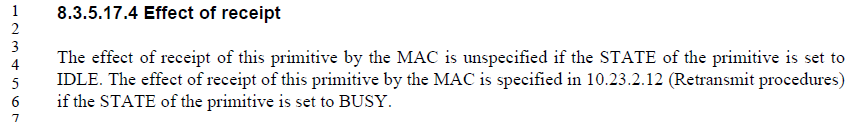 1 8.3.5.17.4 Effect of receipt
2
3
4 The effect of receipt of this primitive by the MAC is unspecified if the STATE of the primitive is set to
5 IDLE. The effect of receipt of this primitive by the MAC is specified in 10.23.2.12 (Retransmit procedures)
6 if the STATE of the primitive is set to BUSY.
7